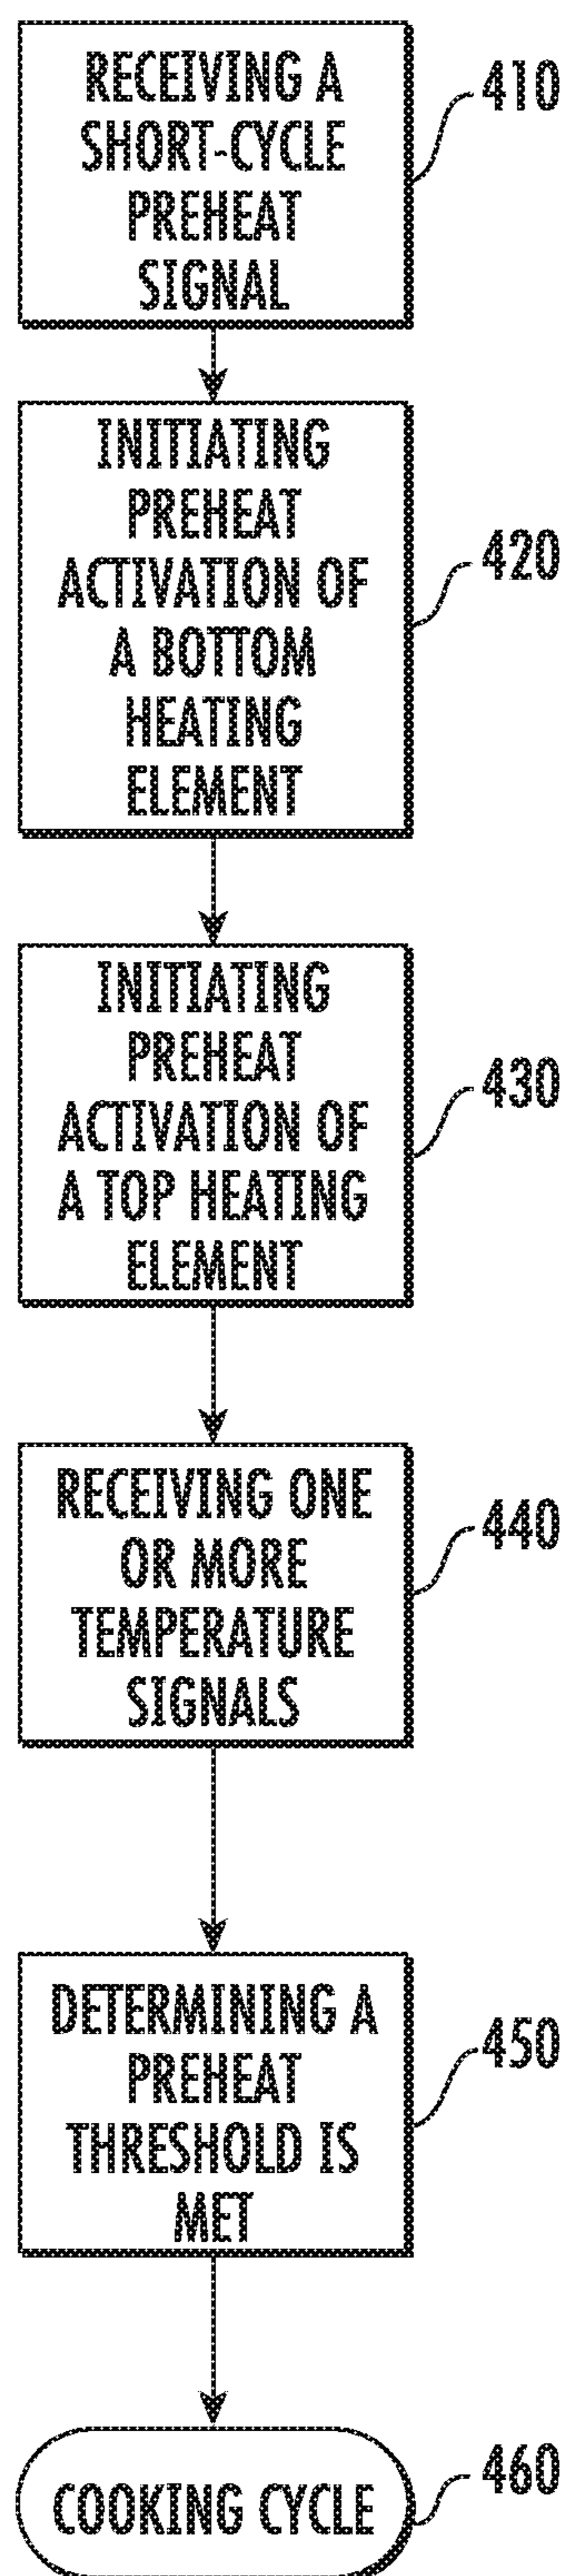 RECEIVING A
SHORT-CYCLE
PREHEAT
SIGNAL
410
INITIATING
PREHEAT
ACTIVATION OF
A BOTTOM
HEATING
ELEMENT
420
INITIATING
PREHEAT
ACTIVATION OF
A TOP HEATING
ELEMENT
430
RECEIVING ONE
OR MORE
TEMPERATURE
SIGNALS
440
DETERMINING A
PREHEAT
THRESHOLD IS
MET
450
COOKING CYCLE
460